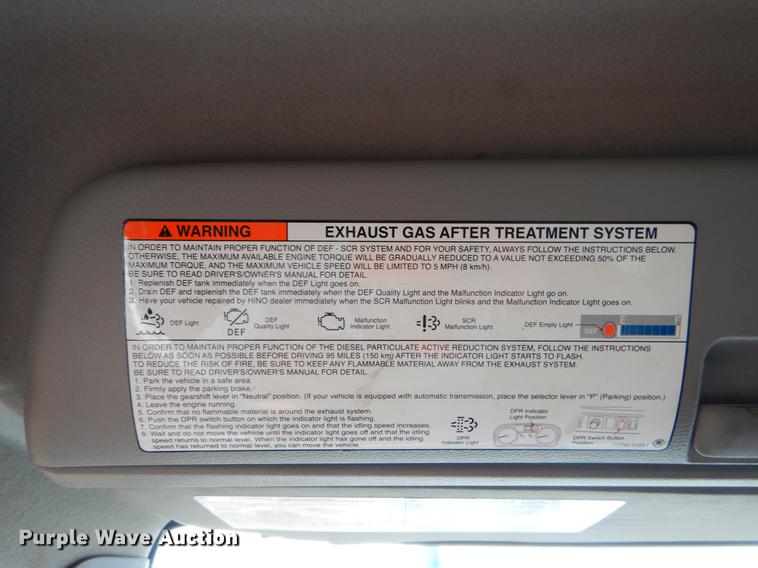 WARNING EXHAUST GAS AFTER TREATMENT SYSTEM
IN ORDER TO MAINTAIN PROPER FUNCTION OF DEF - SCR SYSTEM AND FOR YOUR SAFETY, ALWAYS FOLLOW THE INSTRUCTIONS BELOW.
OTHERWISE, THE MAXIMUM AVAILABLE ENGINE TORQUE WILL BE GRADUALLY REDUCED TO A VALUE NOT EXCEEDING 50% OF THE
MAXIMUM TORQUE, AND THE MAXIMUM VEHICLE SPEED WILL BE LIMITED TO 5 MPH (8 km/h).
BE SURE TO READ DRIVER'S/OWNER'S MANUAL FOR DETAIL.
1. Replenish DEF tank immediately when the DEF Light goes on.
2. Drain DEF and replenish the DEF tank immediately when the DEF Quality Light and the Malfunction Indicator Light go on.
3. Have your vehicle repaired by HINO dealer immediately when the SCR Malfunction Light blinks and the Malfunction Indicator Light goes on.
DEF Light
DEF
DEF
Quality Light
Malfunction
Indicator Light
SCR
Malfunction Light
DEF Empty Light
DEF
E F
IN ORDER TO MAINTAIN PROPER FUNCTION OF THE DIESEL PARTICULATE ACTIVE REDUCTION SYSTEM, FOLLOW THE INSTRUCTIONS
BELOW AS SOON AS POSSIBLE BEFORE DRIVING 95 MILES (150 km) AFTER THE INDICATOR LIGHT STARTS TO FLASH.
TO REDUCE THE RISK OF FIRE, BE SURE TO KEEP ANY FLAMMABLE MATERIAL AWAY FROM THE EXHAUST SYSTEM.
BE SURE TO READ DRIVER'S/OWNER'S MANUAL FOR DETAIL.
1. Park the vehicle in a safe area.
2. Firmly apply the parking brake.
3. Place the gearshift lever in "Neutral" position. (If your vehicle is equipped with automatic transmission, place the selector lever in "P" (Parking) position.)
4. Leave the engine running.
5. Confirm that no flammable material is around the exhaust system.
6. Push the DPR switch button on which the indicator light is flashing.
7. Confirm that the flashing indicator light goes on and that the idling speed increases.
8. Wait and do not move the vehicle until the indicator light goes off and that the idling
speed returns to normal level. When the indicator light has gone off and the idling
speed has returned to normal level, you can move the vehicle.
DPR
Indicator Light
DPR Indicator
Light Position
DPR Switch Button
Position
Purple Wave Auction